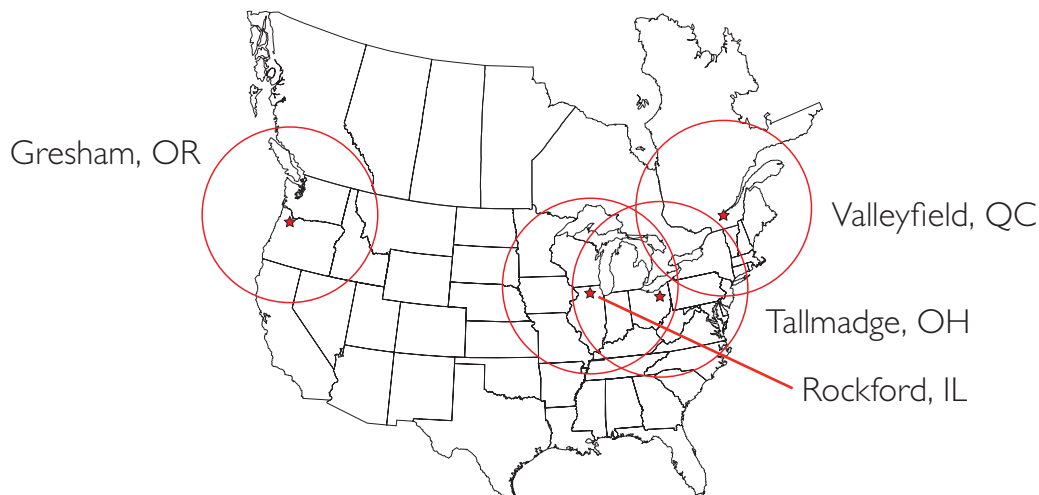 Gresham, OR
Valleyfield, QC
Tallmadge, OH
Rockford, IL